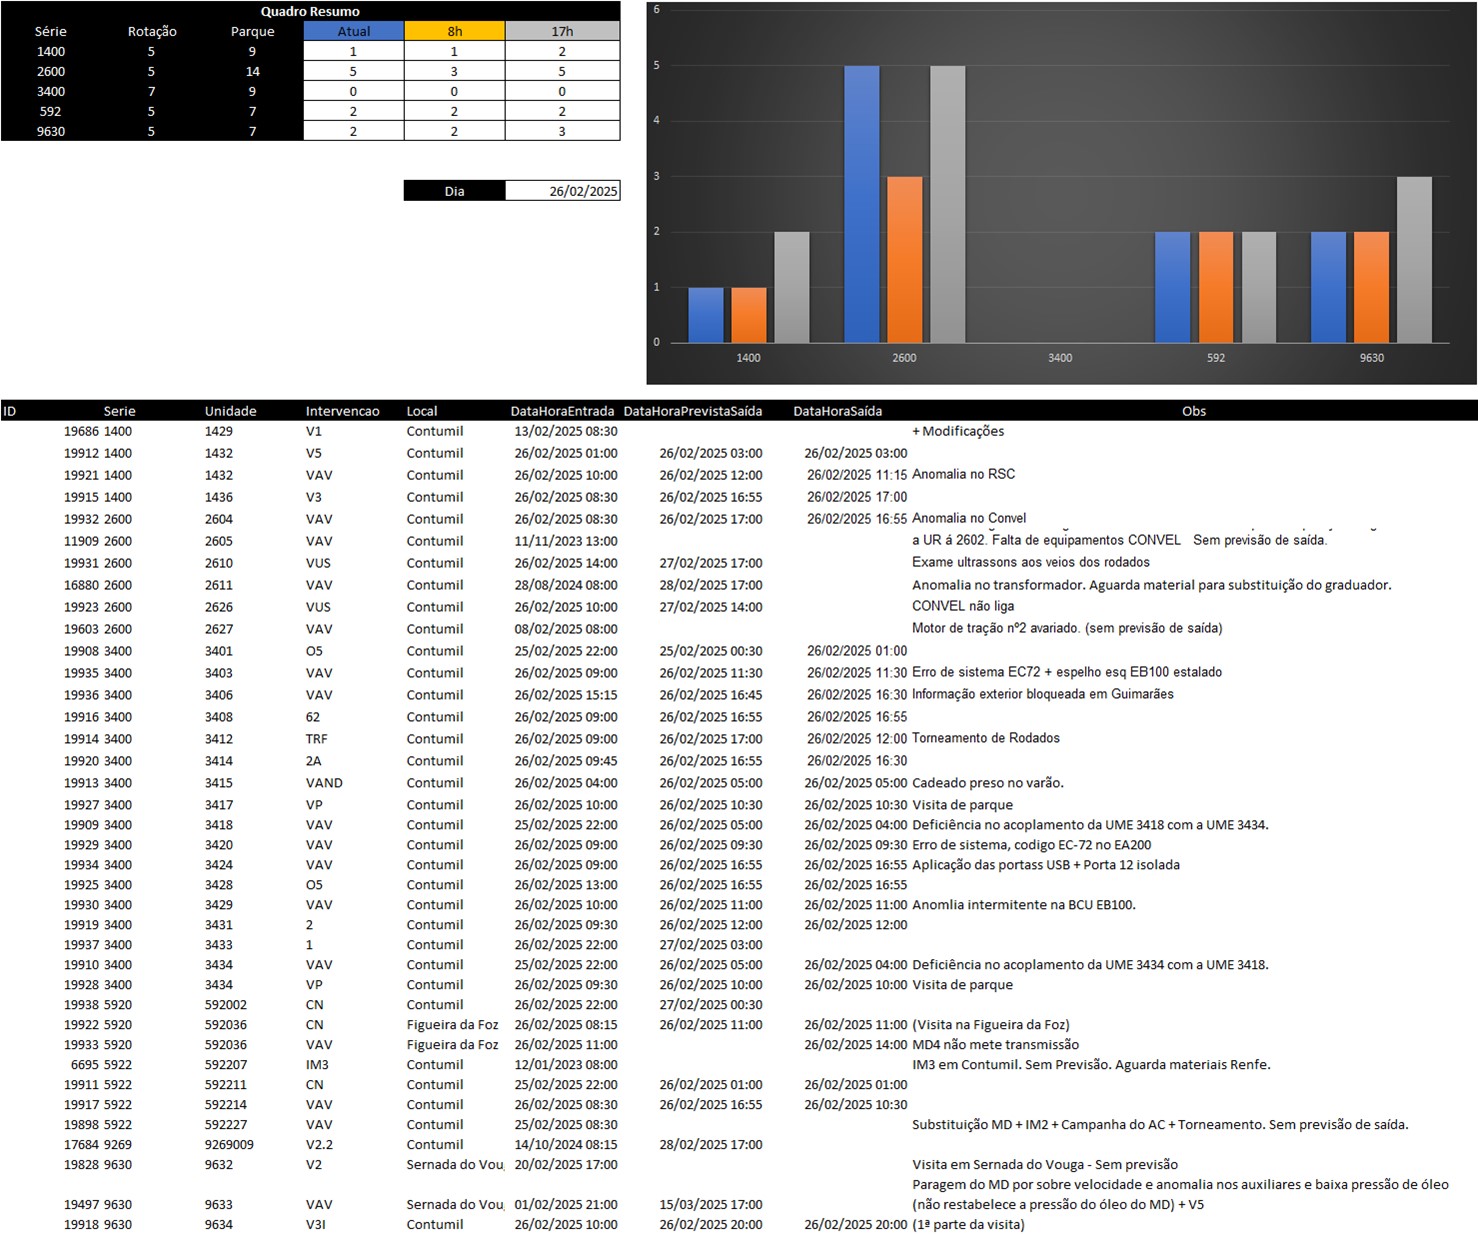 Quadro Resumo
Série Rotação Parque Atual 8h 17h
1400 5 9 1 1 2
2600 5 14 5 3 5
3400 7 9 0 0 0
592 5 7 2 2 2
9630 5 7 2 2 3
Dia 26/02/2025
6
5
4
3
2
1
0
1400 2600 3400 592 9630
ID Serie Unidade Intervencao Local DataHoraEntrada DataHoraPrevistaSaída DataHoraSaída Obs
19686 1400 1429 V1 Contumil 13/02/2025 08:30 + Modificações
19912 1400 1432 V5 Contumil 26/02/2025 01:00 26/02/2025 03:00 26/02/2025 03:00
19921 1400 1432 VAV Contumil 26/02/2025 10:00 26/02/2025 12:00 26/02/2025 11:15 Anomalia no RSC
19915 1400 1436 V3 Contumil 26/02/2025 08:30 26/02/2025 16:55 26/02/2025 17:00
19932 2600 2604 VAV Contumil 26/02/2025 08:30 26/02/2025 17:00 26/02/2025 16:55 Anomalia no Convel
11909 2600 2605 VAV Contumil 11/11/2023 13:00 a UR á 2602. Falta de equipamentos CONVEL Sem previsão de saída.
19931 2600 2610 VUS Contumil 26/02/2025 14:00 27/02/2025 17:00 Exame ultrassons aos veios dos rodados
16880 2600 2611 VAV Contumil 28/08/2024 08:00 28/02/2025 17:00 Anomalia no transformador. Aguarda material para substituição do graduador.
19923 2600 2626 VUS Contumil 26/02/2025 10:00 27/02/2025 14:00 CONVEL não liga
19603 2600 2627 VAV Contumil 08/02/2025 08:00 Motor de tração nº2 avariado. (sem previsão de saída)
19908 3400 3401 O5 Contumil 25/02/2025 22:00 25/02/2025 00:30 26/02/2025 01:00
19935 3400 3403 VAV Contumil 26/02/2025 09:00 26/02/2025 11:30 26/02/2025 11:30 Erro de sistema EC72 + espelho esq EB100 estalado
19936 3400 3406 VAV Contumil 26/02/2025 15:15 26/02/2025 16:45 26/02/2025 16:30 Informação exterior bloqueada em Guimarães
19916 3400 3408 62 Contumil 26/02/2025 09:00 26/02/2025 16:55 26/02/2025 16:55
19914 3400 3412 TRF Contumil 26/02/2025 09:00 26/02/2025 17:00 26/02/2025 12:00 Torneamento de Rodados
19920 3400 3414 2A Contumil 26/02/2025 09:45 26/02/2025 16:55 26/02/2025 16:30
19913 3400 3415 VAND Contumil 26/02/2025 04:00 26/02/2025 05:00 26/02/2025 05:00 Cadeado preso no varão.
19927 3400 3417 VP Contumil 26/02/2025 10:00 26/02/2025 10:30 26/02/2025 10:30 Visita de parque
19909 3400 3418 VAV Contumil 25/02/2025 22:00 26/02/2025 05:00 26/02/2025 04:00 Deficiência no acoplamento da UME 3418 com a UME 3434.
19929 3400 3420 VAV Contumil 26/02/2025 09:00 26/02/2025 09:30 26/02/2025 09:30 Erro de sistema, codigo EC-72 no EA200
19934 3400 3424 VAV Contumil 26/02/2025 09:00 26/02/2025 16:55 26/02/2025 16:55 Aplicação das portass USB + Porta 12 isolada
19925 3400 3428 O5 Contumil 26/02/2025 13:00 26/02/2025 16:55 26/02/2025 16:55
19930 3400 3429 VAV Contumil 26/02/2025 10:00 26/02/2025 11:00 26/02/2025 11:00 Anomlia intermitente na BCU EB100.
19919 3400 3431 2 Contumil 26/02/2025 09:30 26/02/2025 12:00 26/02/2025 12:00
19937 3400 3433 1 Contumil 26/02/2025 22:00 27/02/2025 03:00
19910 3400 3434 VAV Contumil 25/02/2025 22:00 26/02/2025 05:00 26/02/2025 04:00 Deficiência no acoplamento da UME 3434 com a UME 3418.
19928 3400 3434 VP Contumil 26/02/2025 09:30 26/02/2025 10:00 26/02/2025 10:00 Visita de parque
19938 5920 592002 CN Contumil 26/02/2025 22:00 27/02/2025 00:30
19922 5920 592036 CN Figueira da Foz 26/02/2025 08:15 26/02/2025 11:00 26/02/2025 11:00 (Visita na Figueira da Foz)
19933 5920 592036 VAV Figueira da Foz 26/02/2025 11:00 26/02/2025 14:00 MD4 não mete transmissão
6695 5922 592207 IM3 Contumil 12/01/2023 08:00 IM3 em Contumil. Sem Previsão. Aguarda materiais Renfe.
19911 5922 592211 CN Contumil 25/02/2025 22:00 26/02/2025 01:00 26/02/2025 01:00
19917 5922 592214 VAV Contumil 26/02/2025 08:30 26/02/2025 16:55 26/02/2025 10:30
19898 5922 592227 VAV Contumil 25/02/2025 08:30 Substituição MD + IM2 + Campanha do AC + Torneamento. Sem previsão de saída.
17684 9269 9269009 V2.2 Contumil 14/10/2024 08:15 28/02/2025 17:00
19828 9630 9632 V2 Sernada do Vou 20/02/2025 17:00 Visita em Sernada do Vouga - Sem previsão
Paragem do MD por sobre velocidade e anomalia nos auxiliares e baixa pressão de óleo
19497 9630 9633 VAV Sernada do Vou 01/02/2025 21:00 15/03/2025 17:00 (não restabelece a pressão do óleo do MD) + V5
19918 9630 9634 V3I Contumil 26/02/2025 10:00 26/02/2025 20:00 26/02/2025 20:00 (1ª parte da visita)